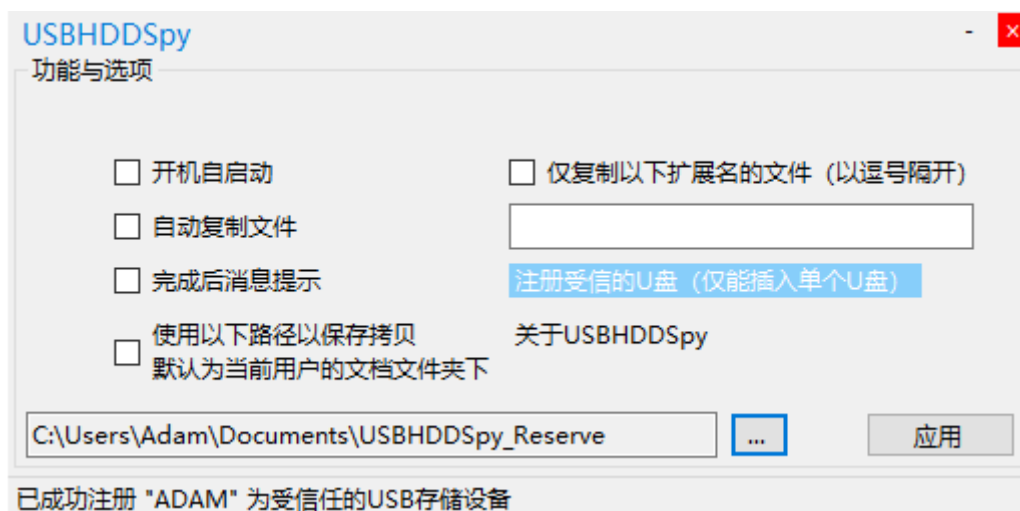 USBHDDSpy
功能与选项
开机自启动
仅复制以下扩展名的文件（以逗号隔开）
自动复制文件
完成后消息提示
注册受信的U盘（仅能插入单个U盘）
使用以下路径以保存拷贝
默认为当前用户的文档文件夹下
关于USBHDDSpy
C:\Users\Adam\Documents\USBHDDSpy_Reserve
...
应用
已成功注册 "ADAM" 为受信任的USB存储设备